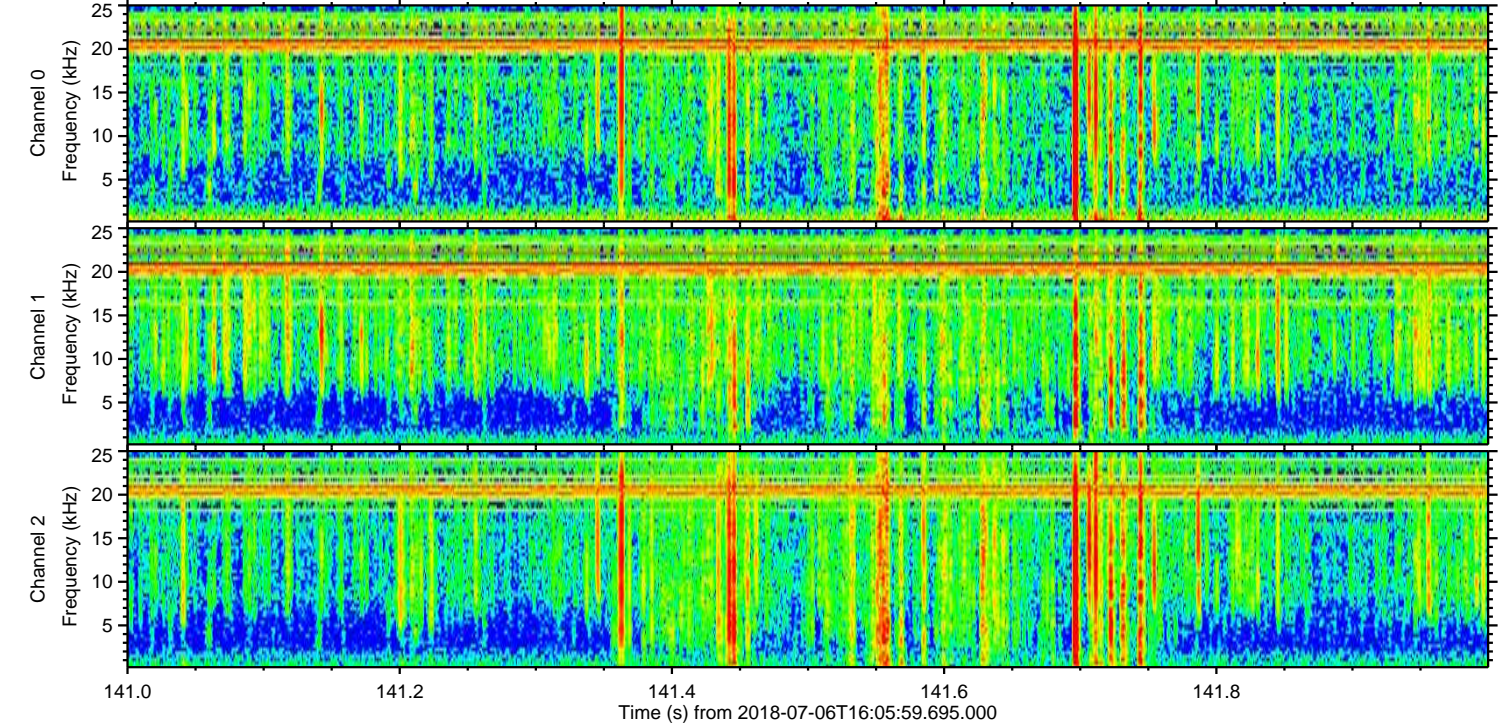 25
20
15
10
5
Channel 0
Frequency (kHz)
25
20
15
10
5
Channel 1
Frequency (kHz)
25
20
15
10
5
Channel 2
Frequency (kHz)
141.0 141.2 141.4 141.6 141.8
Time (s) from 2018-07-06T16:05:59.695.000